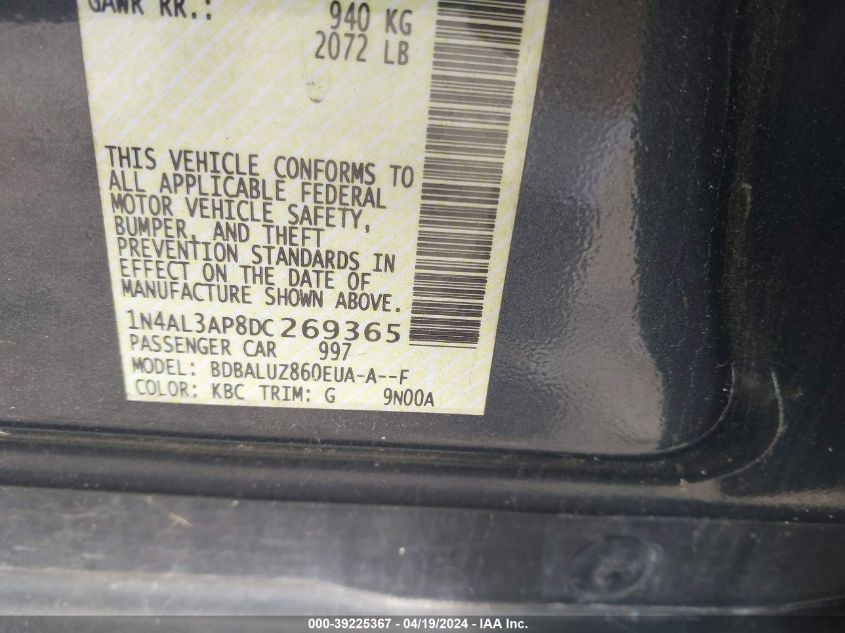 GAWR RR.: 940 KG
2072 LB
THIS VEHICLE CONFORMS TO
ALL APPLICABLE FEDERAL
MOTOR VEHICLE SAFETY,
BUMPER, AND THEFT
PREVENTION STANDARDS IN
EFFECT ON THE DATE OF
MANUFACTURE SHOWN ABOVE.
1N4AL3AP8DC269365
PASSENGER CAR 997
MODEL: BDBALUZ860EUA-A--F
COLOR: KBC TRIM: G 9N00A
000-39225367 - 04/19/2024 - IAA Inc.